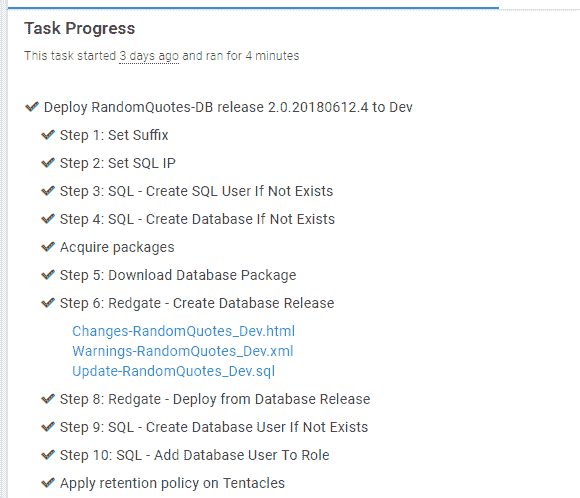 Task Progress
This task started 3 days ago and ran for 4 minutes
Deploy RandomQuotes-DB release 2.0.20180612.4 to Dev
Step 1: Set Suffix
Step 2: Set SQL IP
Step 3: SQL - Create SQL User If Not Exists
Step 4: SQL - Create Database If Not Exists
Acquire packages
Step 5: Download Database Package
Step 6: Redgate - Create Database Release
Changes-RandomQuotes_Dev.html
Warnings-RandomQuotes_Dev.xml
Update-RandomQuotes_Dev.sql
Step 8: Redgate - Deploy from Database Release
Step 9: SQL - Create Database User If Not Exists
Step 10: SQL - Add Database User To Role
Apply retention policy on Tentacles